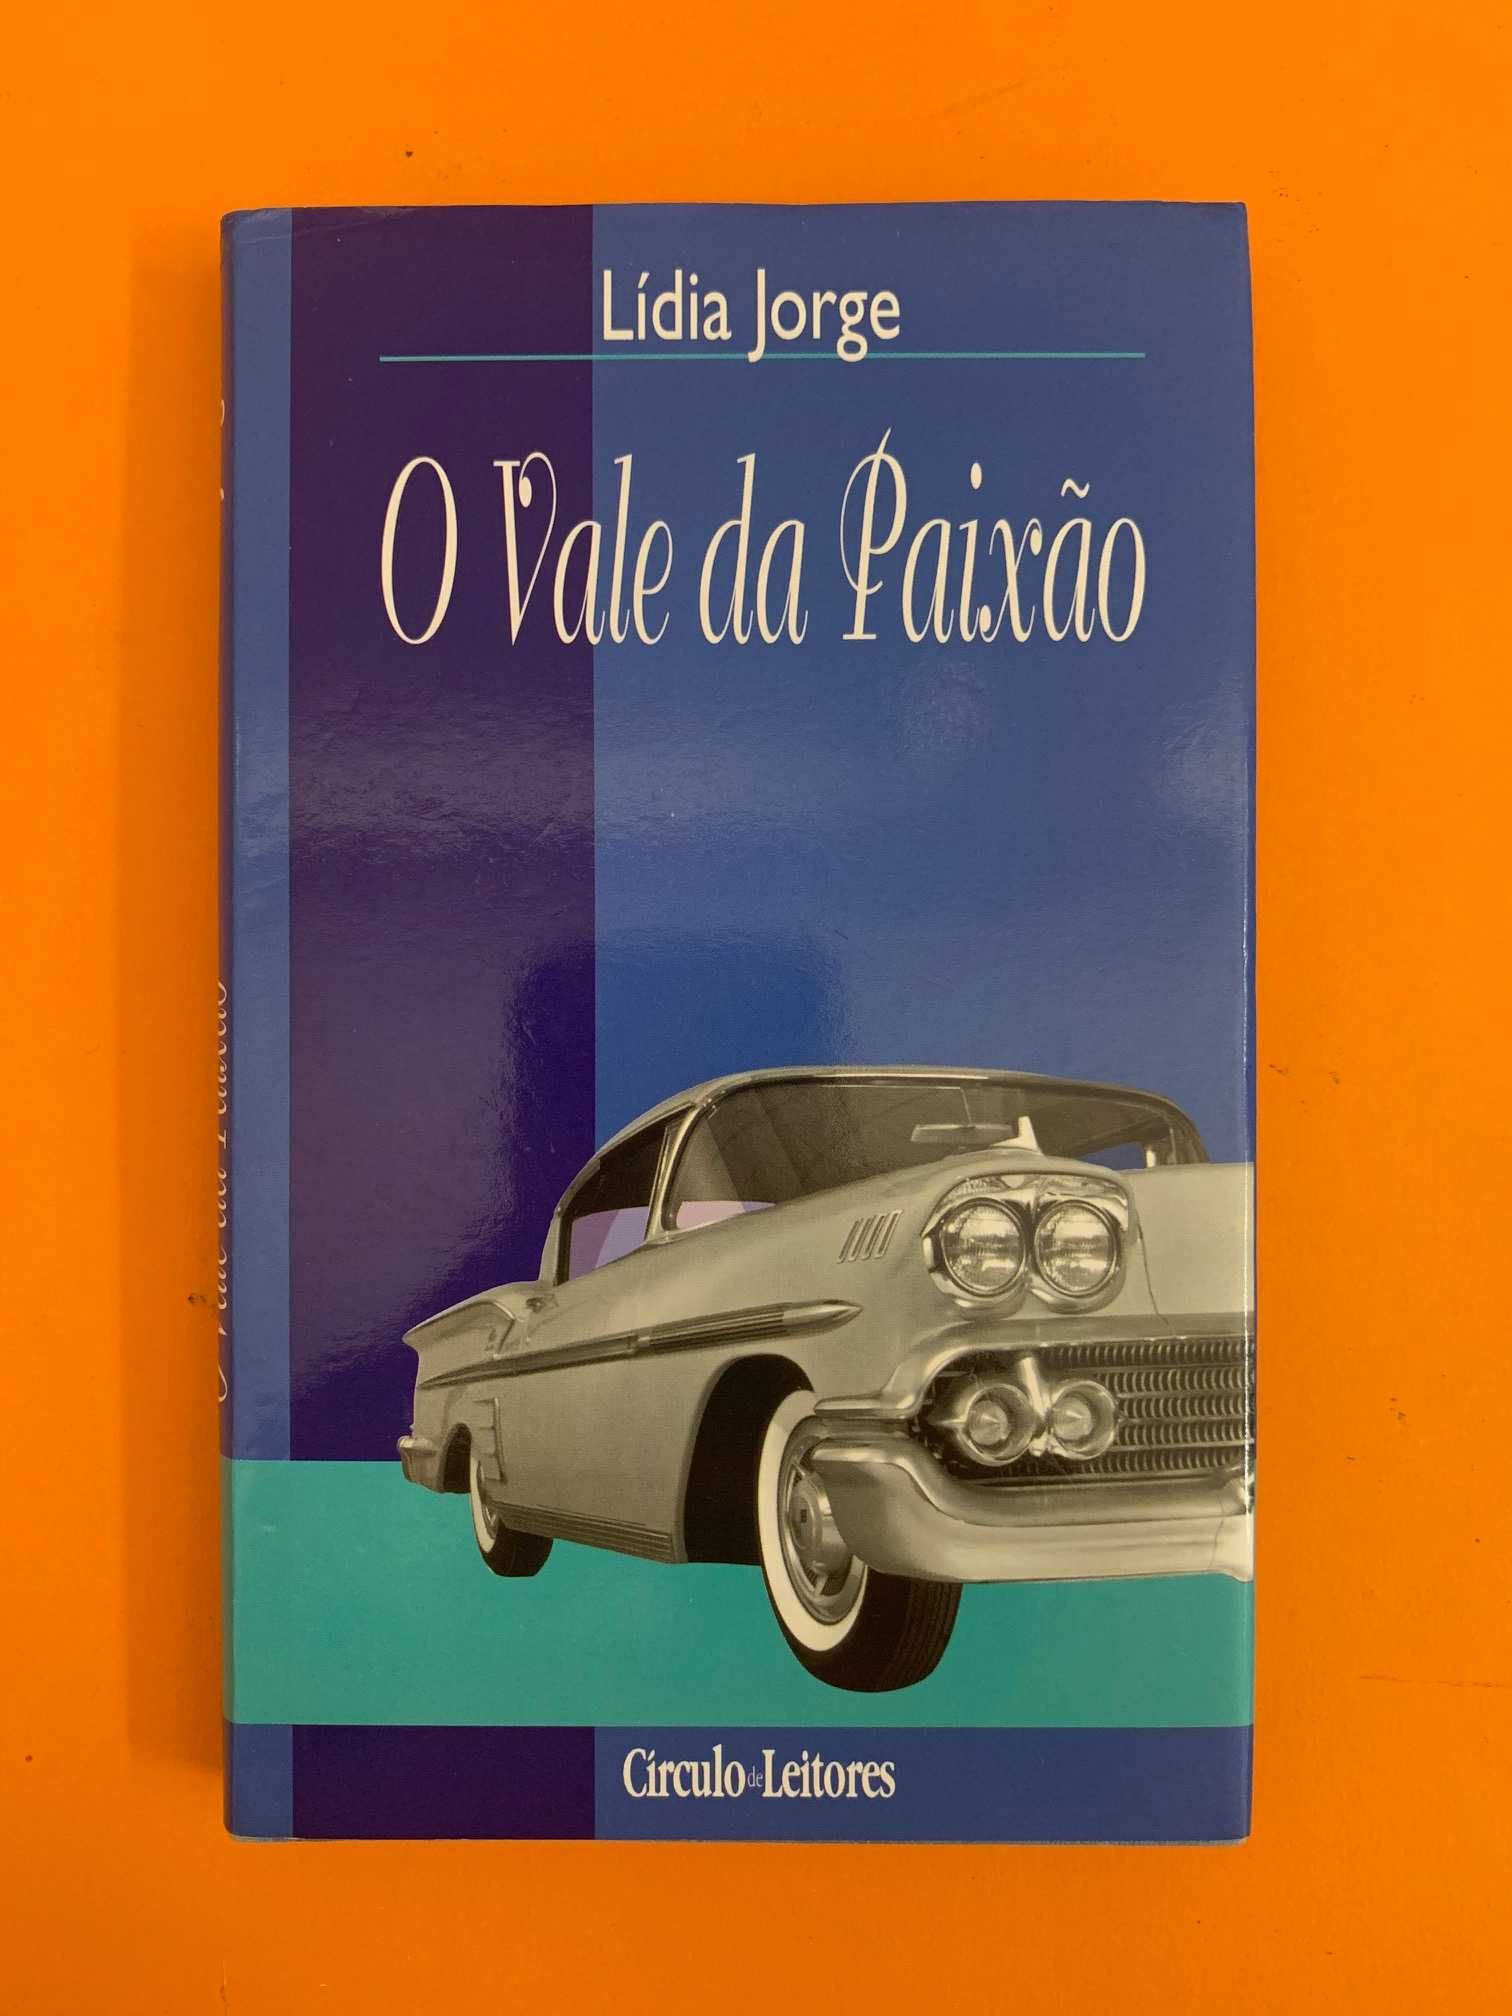 Lídia Jorge
O Vale da Paixão
Círculo de Leitores